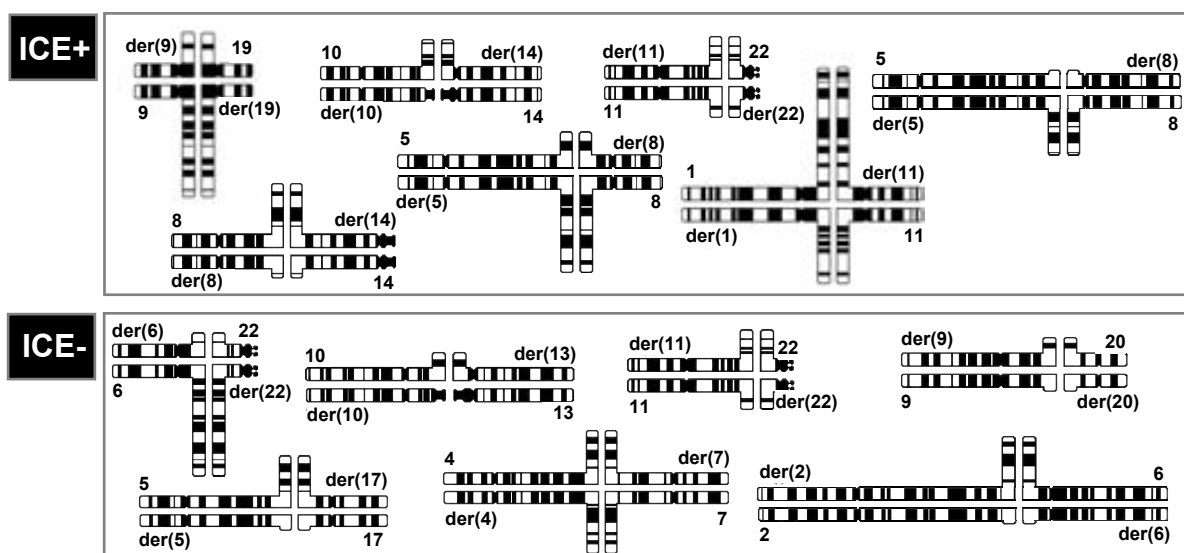 ICE+
der(9) 19
9 der(19)
10 der(14)
der(10) 14
der(11) 22
11 der(22)
5 der(8)
der(5) 8
8 der(14)
der(8) 14
5 der(8)
der(5) 8
1 der(11)
der(1) 11
ICE-
der(6) 22
6 der(22)
10 der(13)
der(10) 13
der(11) 22
11 der(22)
der(9) 20
9 der(20)
5 der(17)
der(5) 17
4 der(7)
der(4) 7
der(2) 6
2 der(6)